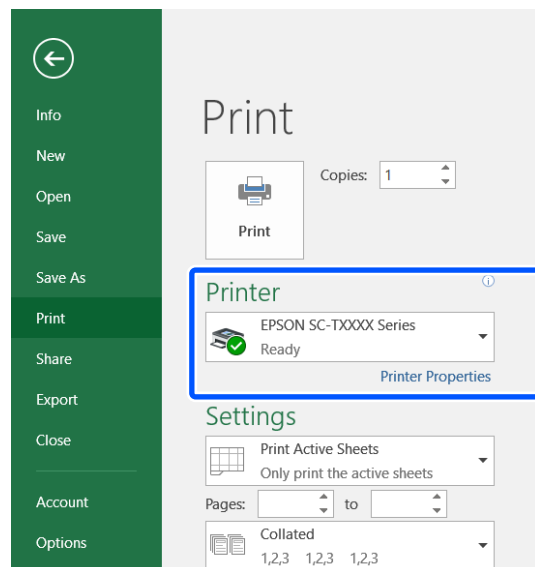 Info
New
Open
Save
Save As
Print
Share
Export
Close
Account
Options
Print
Copies: 1
Print
Printer
EPSON SC-TXXXX Series
Ready
Printer Properties
Settings
Print Active Sheets
Only print the active sheets
Pages: to
Collated
1,2,3 1,2,3 1,2,3